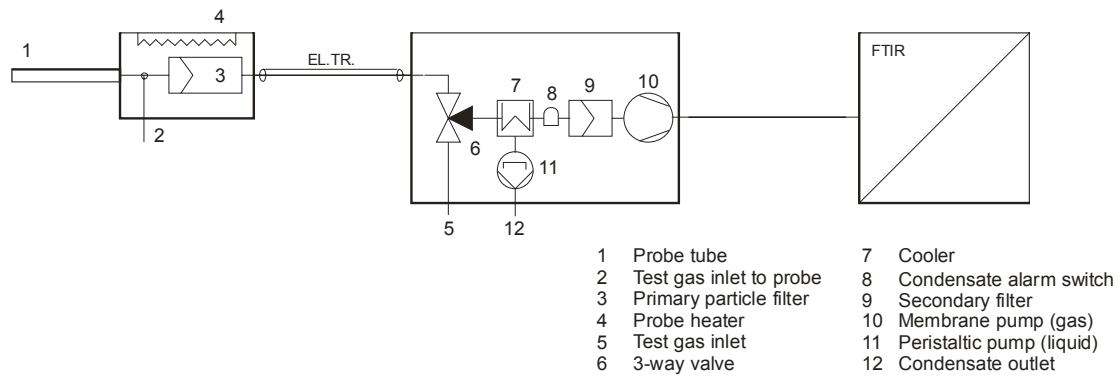 4
1
EL.TR.
3
2
7
8
9
10
6
11
5
12
FTIR
1 Probe tube
2 Test gas inlet to probe
3 Primary particle filter
4 Probe heater
5 Test gas inlet
6 3-way valve
7 Cooler
8 Condensate alarm switch
9 Secondary filter
10 Membrane pump (gas)
11 Peristaltic pump (liquid)
12 Condensate outlet